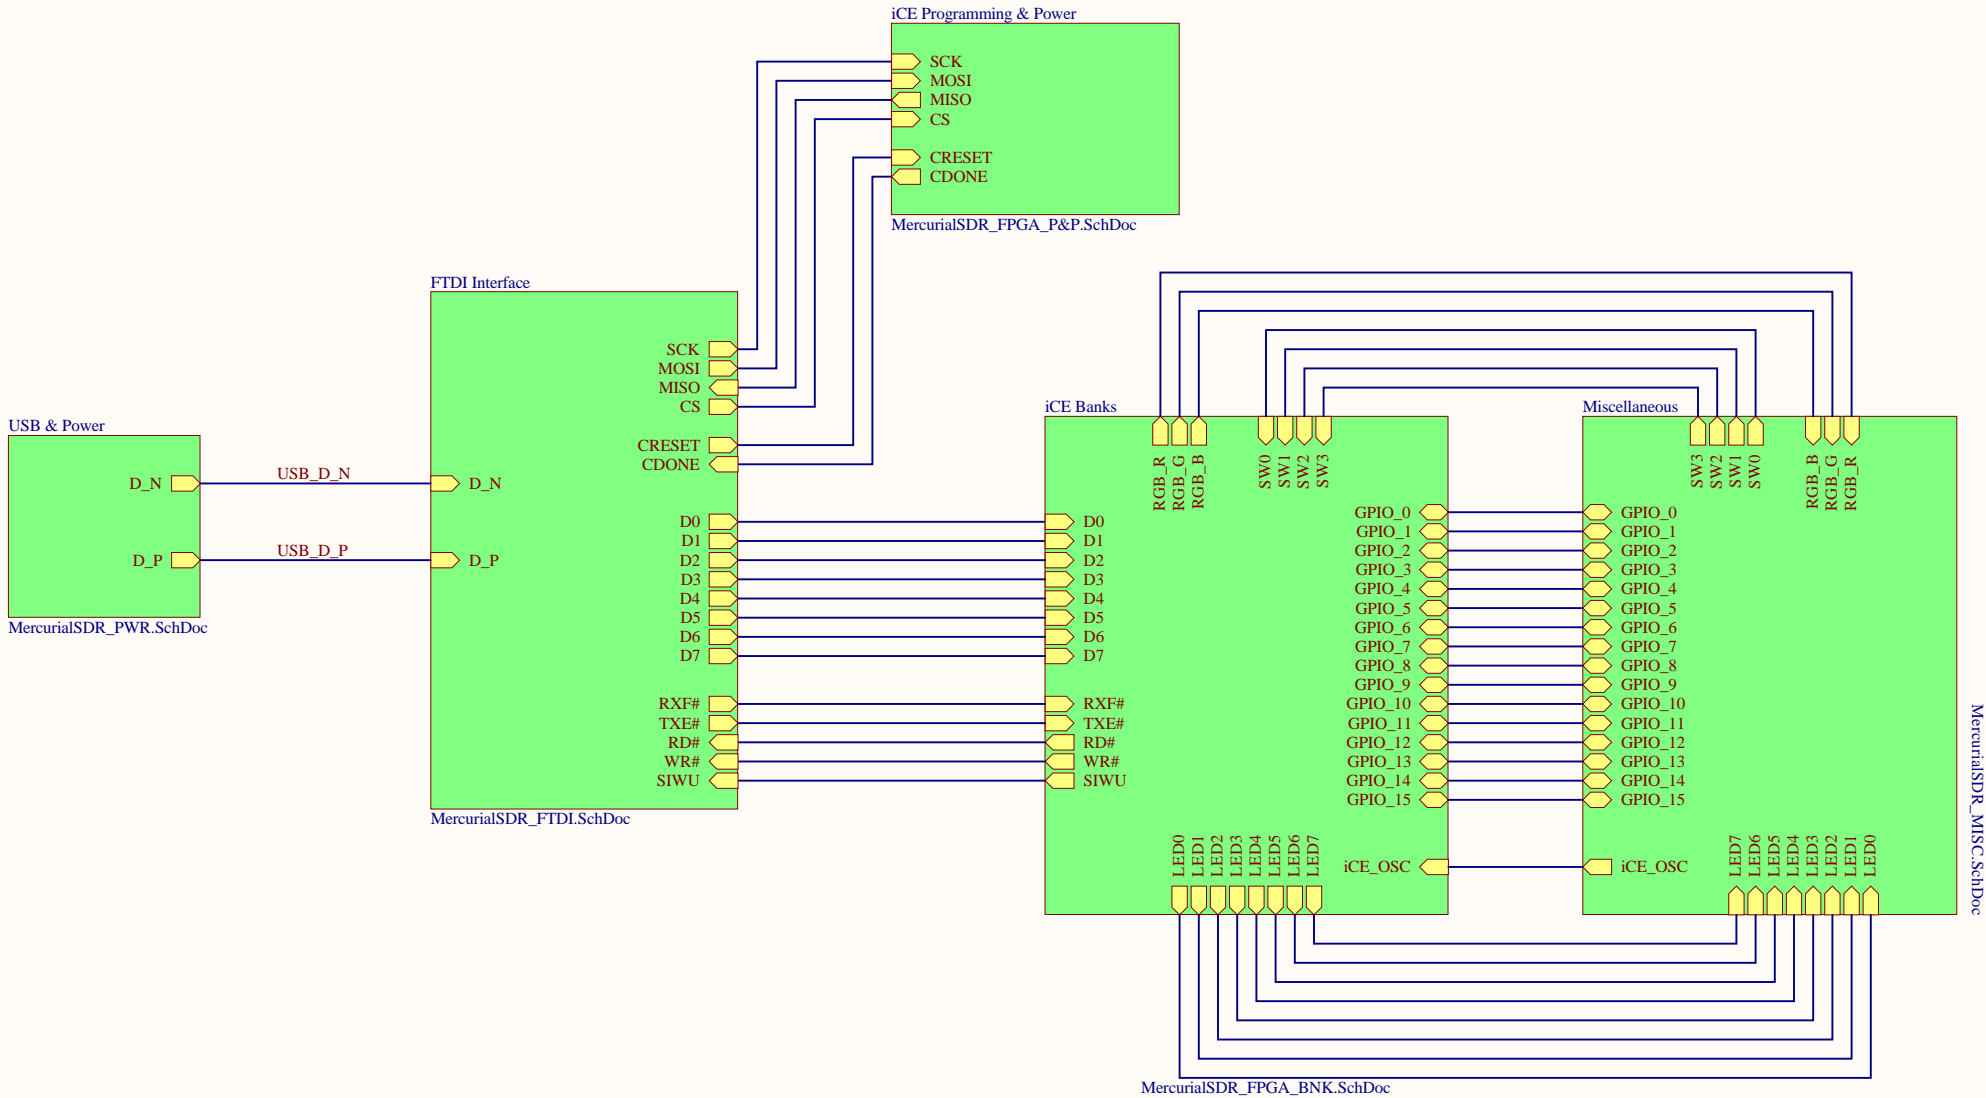 iCE Programming & Power
SCK
MOSI
MISO
CS
CRESET
CDONE
MercurialSDR_FPGA_P&P.SchDoc
FTDI Interface
SCK
MOSI
MISO
CS
CRESET
CDONE
D_N
D_P
D0
D1
D2
D3
D4
D5
D6
D7
RXF#
TXE#
RD#
WR#
SIWU
MercurialSDR_FTDI.SchDoc
USB & Power
D_N
D_P
MercurialSDR_PWR.SchDoc
USB_D_N
USB_D_P
iCE Banks
RGB_R
RGB_G
RGB_B
SW0
SW1
SW2
SW3
D0
D1
D2
D3
D4
D5
D6
D7
RXF#
TXE#
RD#
WR#
SIWU
GPIO_0
GPIO_1
GPIO_2
GPIO_3
GPIO_4
GPIO_5
GPIO_6
GPIO_7
GPIO_8
GPIO_9
GPIO_10
GPIO_11
GPIO_12
GPIO_13
GPIO_14
GPIO_15
iCE_OSC
LED0
LED1
LED2
LED3
LED4
LED5
LED6
LED7
MercurialSDR_FPGA_BNK.SchDoc
Miscellaneous
SW3
SW2
SW1
SW0
RGB_B
RGB_G
RGB_R
GPIO_0
GPIO_1
GPIO_2
GPIO_3
GPIO_4
GPIO_5
GPIO_6
GPIO_7
GPIO_8
GPIO_9
GPIO_10
GPIO_11
GPIO_12
GPIO_13
GPIO_14
GPIO_15
iCE_OSC
LED7
LED6
LED5
LED4
LED3
LED2
LED1
LED0
MercurialSDR_MISC.SchDoc